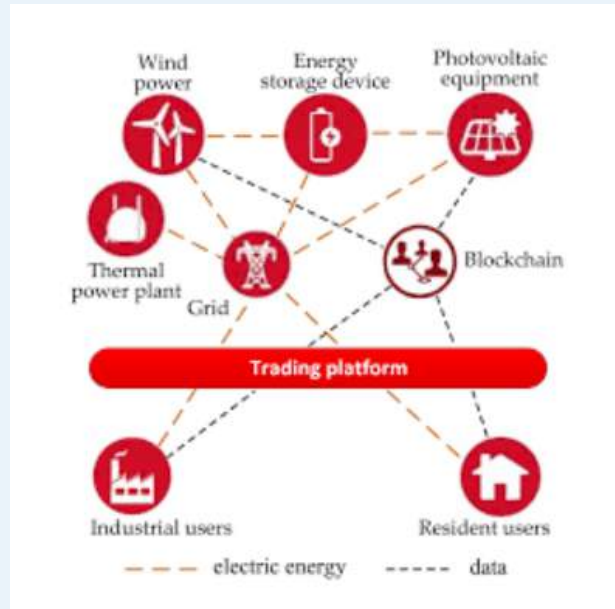 Wind
power
Energy
storage device
Photovoltaic
equipment
Thermal
power plant
Grid
Blockchain
Trading platform
Industrial users
Resident users
electric energy
data